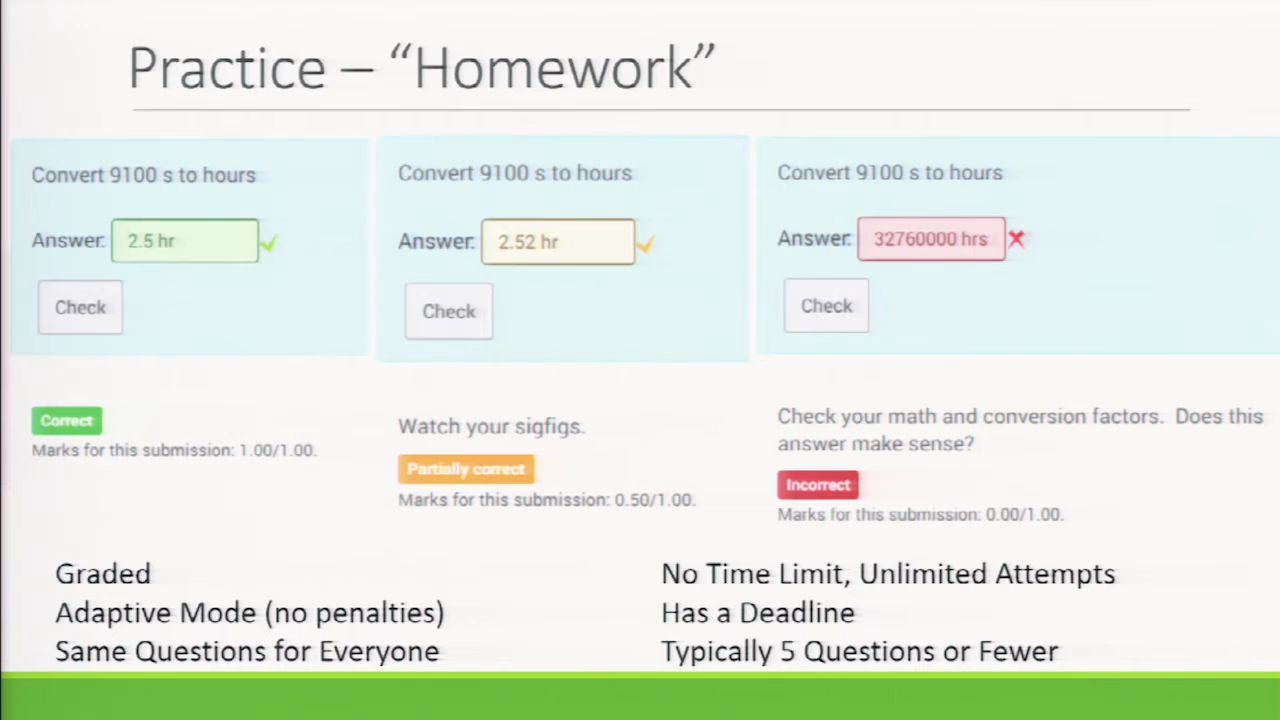 Practice – “Homework”
Convert 9100 s to hours
Answer: 2.5 hr
Check
Correct
Marks for this submission: 1.00/1.00.
Convert 9100 s to hours
Answer: 2.52 hr
Check
Watch your sigfigs.
Partially correct
Marks for this submission: 0.50/1.00.
Convert 9100 s to hours
Answer: 32760000 hrs
Check
Check your math and conversion factors. Does this
answer make sense?
Incorrect
Marks for this submission: 0.00/1.00.
Graded
Adaptive Mode (no penalties)
Same Questions for Everyone
No Time Limit, Unlimited Attempts
Has a Deadline
Typically 5 Questions or Fewer